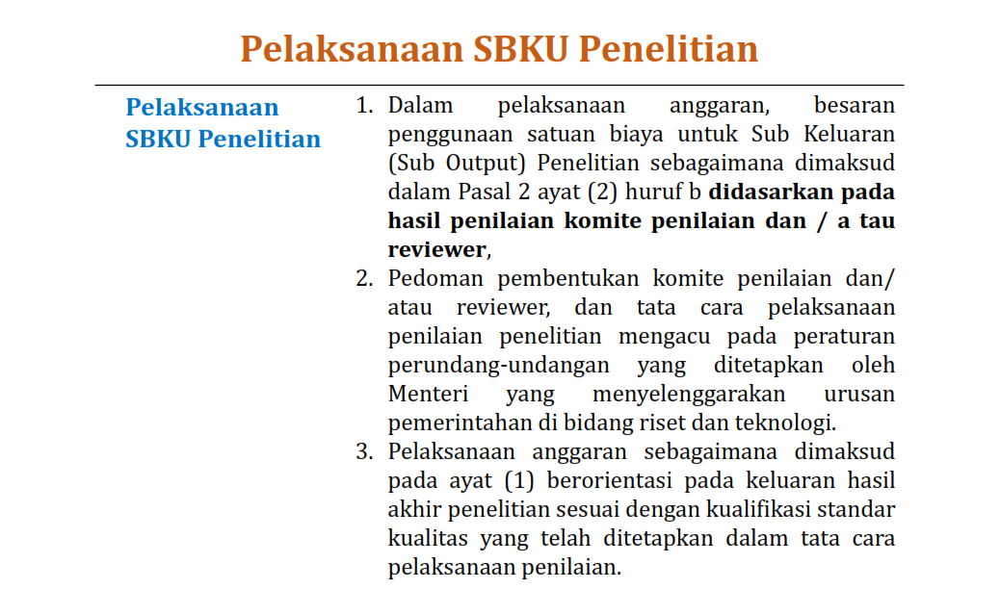 Pelaksanaan SBKU Penelitian
Pelaksanaan
SBKU Penelitian
1. Dalam pelaksanaan anggaran, besaran
penggunaan satuan biaya untuk Sub Keluaran
(Sub Output) Penelitian sebagaimana dimaksud
dalam Pasal 2 ayat (2) huruf b didasarkan pada
hasil penilaian komite penilaian dan / a tau
reviewer,
2. Pedoman pembentukan komite penilaian dan/
atau reviewer, dan tata cara pelaksanaan
penilaian penelitian mengacu pada peraturan
perundang-undangan yang ditetapkan oleh
Menteri yang menyelenggarakan urusan
pemerintahan di bidang riset dan teknologi.
3. Pelaksanaan anggaran sebagaimana dimaksud
pada ayat (1) berorientasi pada keluaran hasil
akhir penelitian sesuai dengan kualifikasi standar
kualitas yang telah ditetapkan dalam tata cara
pelaksanaan penilaian.